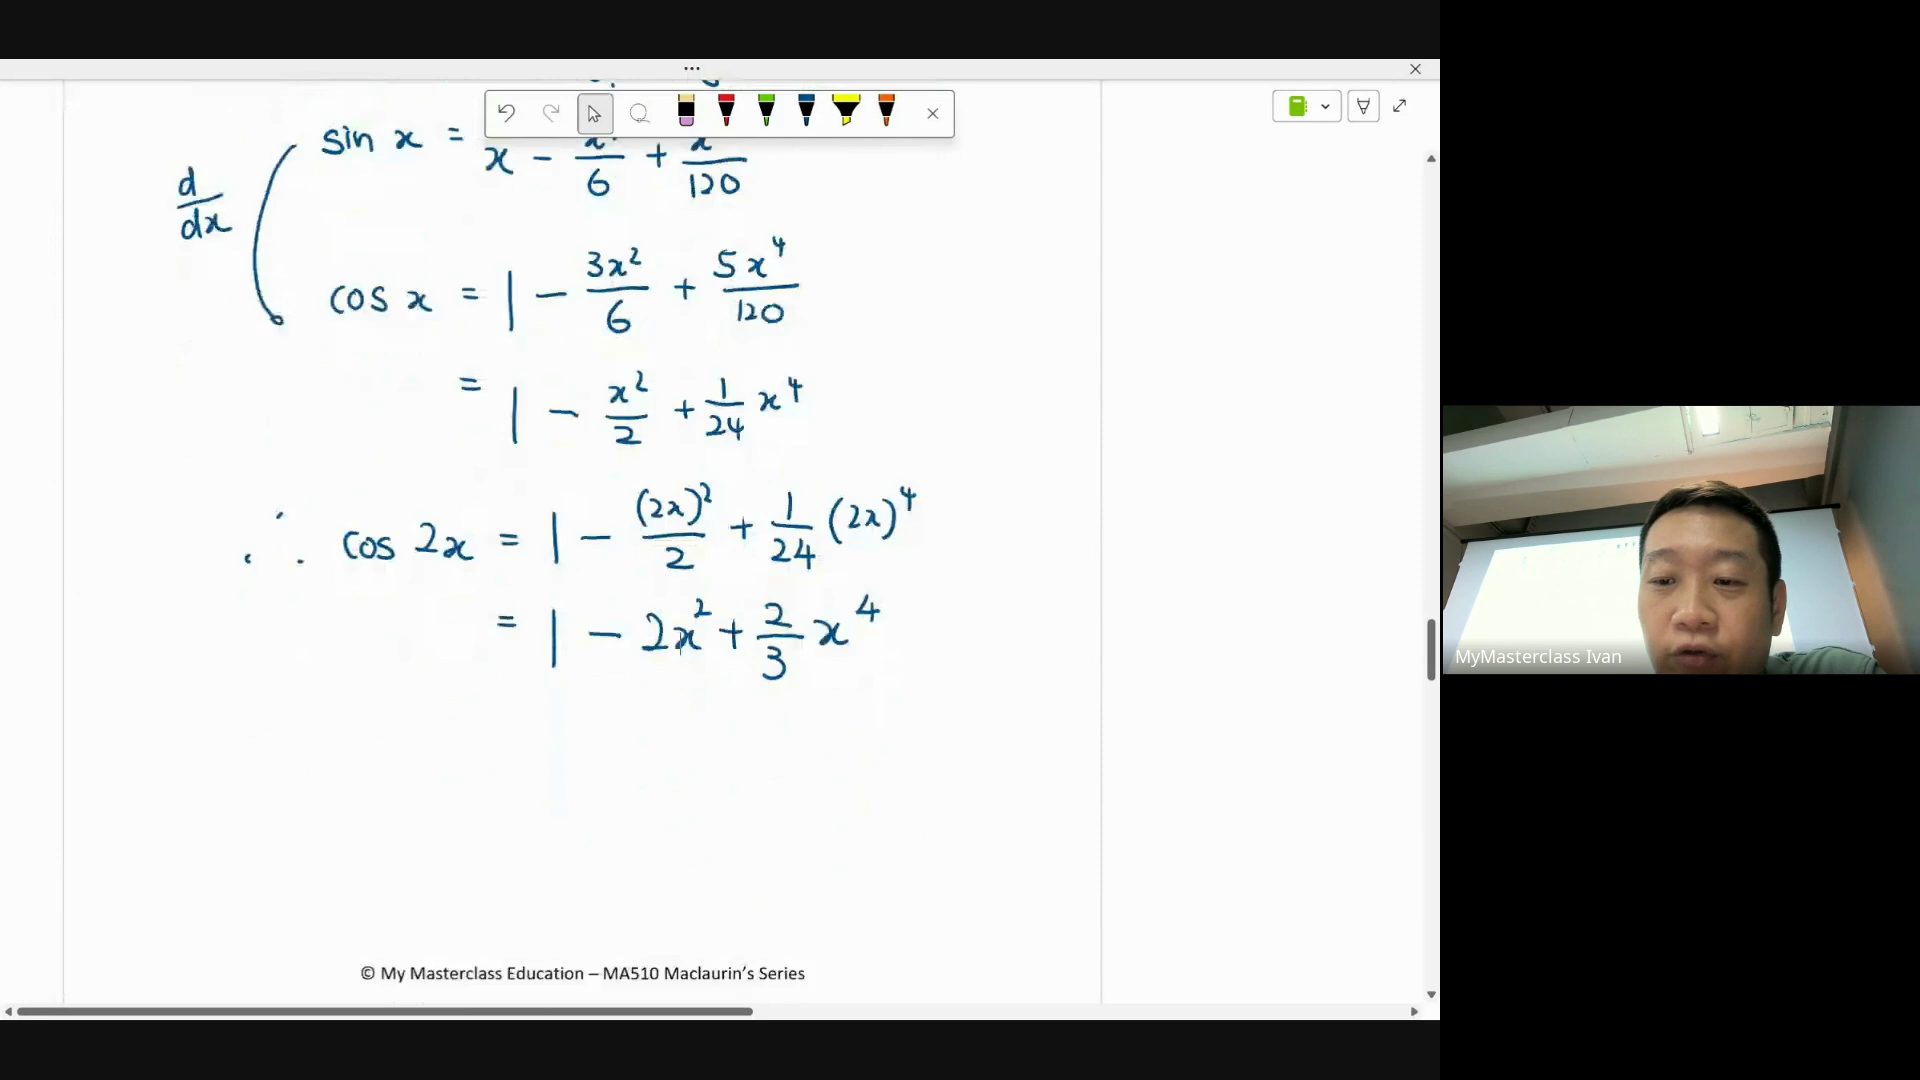 sin x = x - x/6 + x/120
d/dx
cos x = 1 - 3x²/6 + 5x⁴/120
= 1 - x²/2 + 1/24 x⁴
∴ cos 2x = 1 - (2x)²/2 + 1/24 (2x)⁴
= 1 - 2x² + 2/3 x⁴
MyMasterclass Ivan
© My Masterclass Education – MA510 Maclaurin's Series